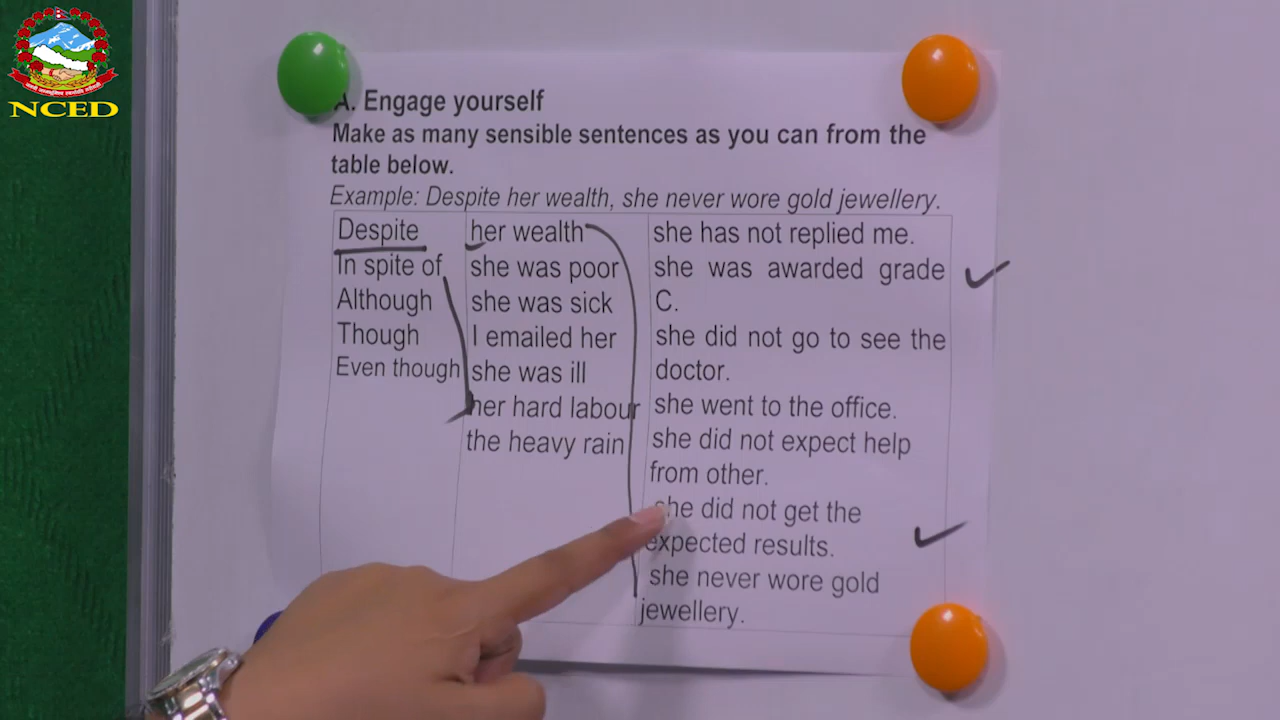 NCED
A. Engage yourself
Make as many sensible sentences as you can from the
table below.
Example: Despite her wealth, she never wore gold jewellery.
Despite
In spite of
Although
Though
Even though
her wealth
she was poor
she was sick
I emailed her
she was ill
her hard labour
the heavy rain
she has not replied me.
she was awarded grade
C.
she did not go to see the
doctor.
she went to the office.
she did not expect help
from other.
she did not get the
expected results.
she never wore gold
jewellery.